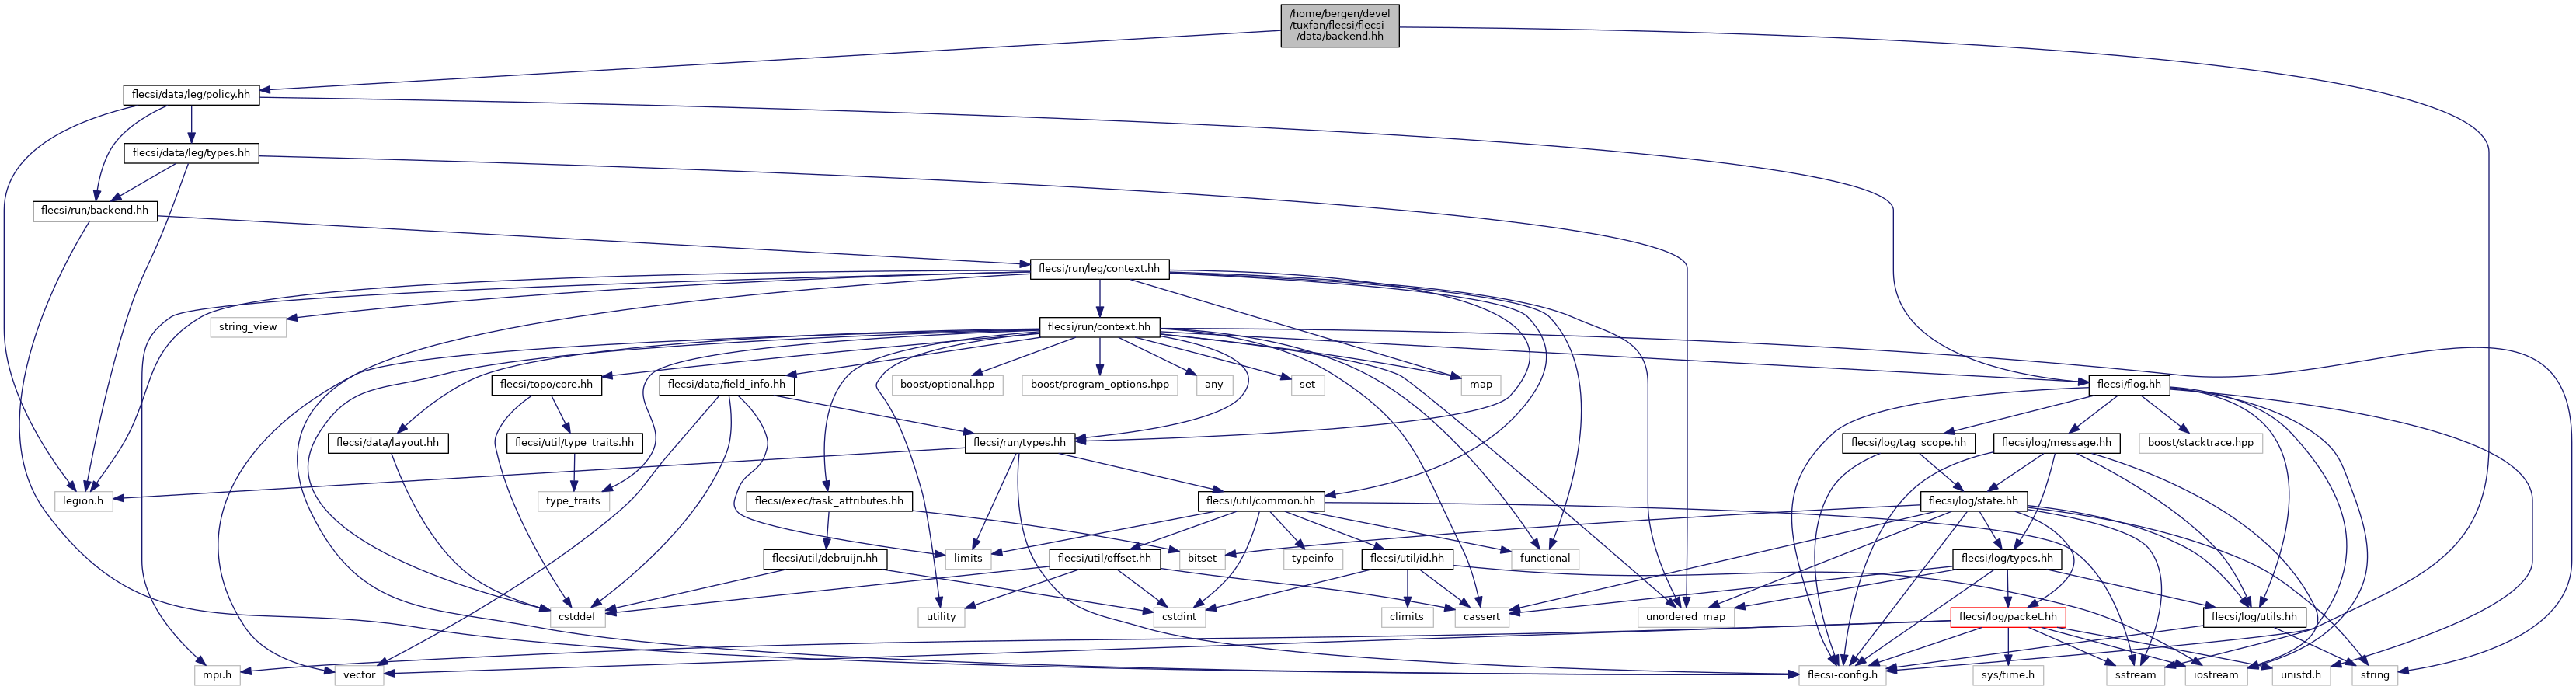 /home/bergen/devel
/tuxfan/flecsi/flecsi
/data/backend.hh
flecsi/data/leg/policy.hh
flecsi/data/leg/types.hh
flecsi/run/backend.hh
flecsi/run/leg/context.hh
string_view
flecsi/run/context.hh
flecsi/topo/core.hh
flecsi/data/field_info.hh
boost/optional.hpp
boost/program_options.hpp
any
set
map
flecsi/flog.hh
flecsi/data/layout.hh
flecsi/util/type_traits.hh
flecsi/run/types.hh
flecsi/log/tag_scope.hh
flecsi/log/message.hh
boost/stacktrace.hpp
legion.h
type_traits
flecsi/exec/task_attributes.hh
flecsi/util/common.hh
flecsi/log/state.hh
flecsi/util/debruijn.hh
limits
flecsi/util/offset.hh
bitset
typeinfo
flecsi/util/id.hh
functional
flecsi/log/types.hh
cstddef
utility
cstdint
climits
cassert
unordered_map
flecsi/log/packet.hh
flecsi/log/utils.hh
mpi.h
vector
flecsi-config.h
sys/time.h
sstream
iostream
unistd.h
string